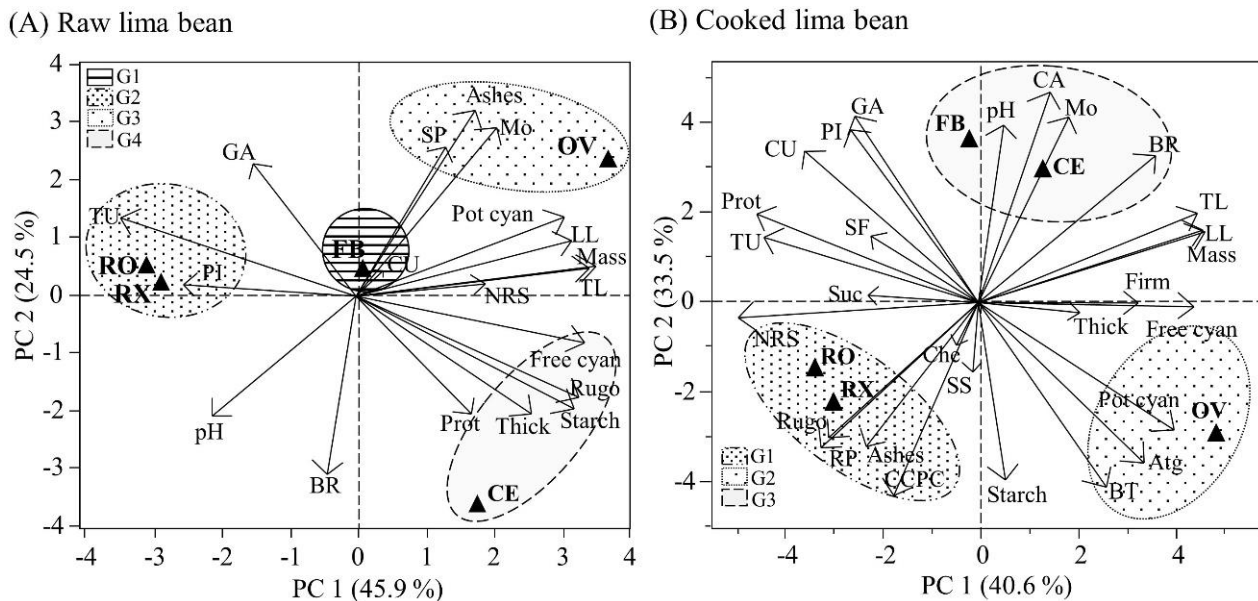 (A) Raw lima bean
G1
G2
G3
G4
Ashes
SP
Mo
OV
GA
Pot cyan
TU
LL
FB
CU
Mass
RO
PI
RX
NRS
TL
Free cyan
Rugo
Prot
Thick
Starch
pH
BR
CE
4
3
2
1
0
-1
-2
-3
-4
PC 2 (24.5 %)
-4
-3
-2
-1
0
1
2
3
4
PC 1 (45.9 %)
(B) Cooked lima bean
CA
GA
pH
Mo
PI
FB
CU
BR
CE
Prot
TL
SF
TU
LL
Mass
Suc
Firm
NRS
Thick
Free cyan
RO
Che
RX
SS
Pot cyan
OV
Rugo
RP
Ashes
Atg
CCPC
BT
Starch
G1
G2
G3
4
2
0
-2
-4
PC 2 (33.5 %)
-4
-2
0
2
4
PC 1 (40.6 %)